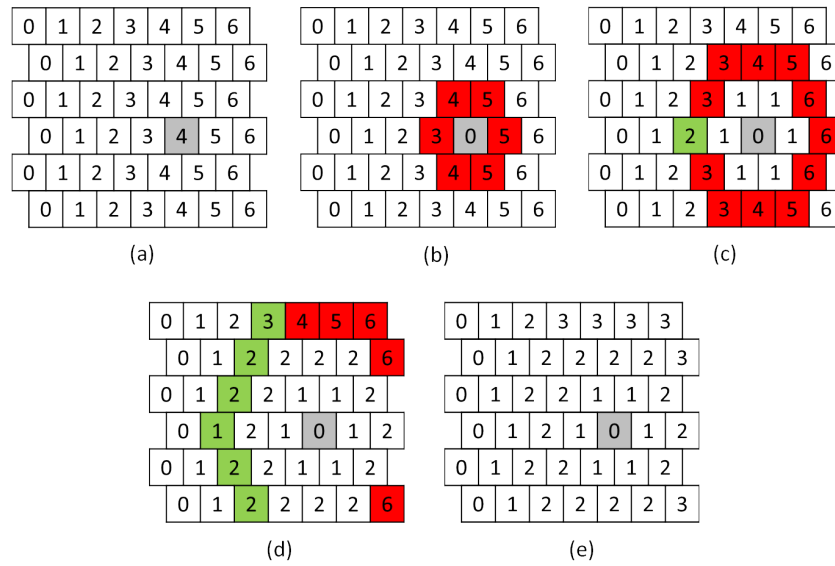 0 1 2 3 4 5 6 0 1 2 3 4 5 6 0 1 2 3 4 5 6
0 1 2 3 4 5 6 0 1 2 3 4 5 6 0 1 2 3 4 5 6
0 1 2 3 4 5 6 0 1 2 3 4 5 6 0 1 2 3 1 1 6
0 1 2 3 4 5 6 0 1 2 3 0 5 6 0 1 2 1 0 1 6
0 1 2 3 4 5 6 0 1 2 3 4 5 6 0 1 2 3 1 1 6
0 1 2 3 4 5 6 0 1 2 3 4 5 6 0 1 2 3 4 5 6
(a) (b) (c)
0 1 2 3 4 5 6 0 1 2 3 3 3 3
0 1 2 2 2 2 6 0 1 2 2 2 2 3
0 1 2 2 1 1 2 0 1 2 2 1 1 2
0 1 2 1 0 1 2 0 1 2 1 0 1 2
0 1 2 2 1 1 2 0 1 2 2 1 1 2
0 1 2 2 2 2 6 0 1 2 2 2 2 3
(d) (e)